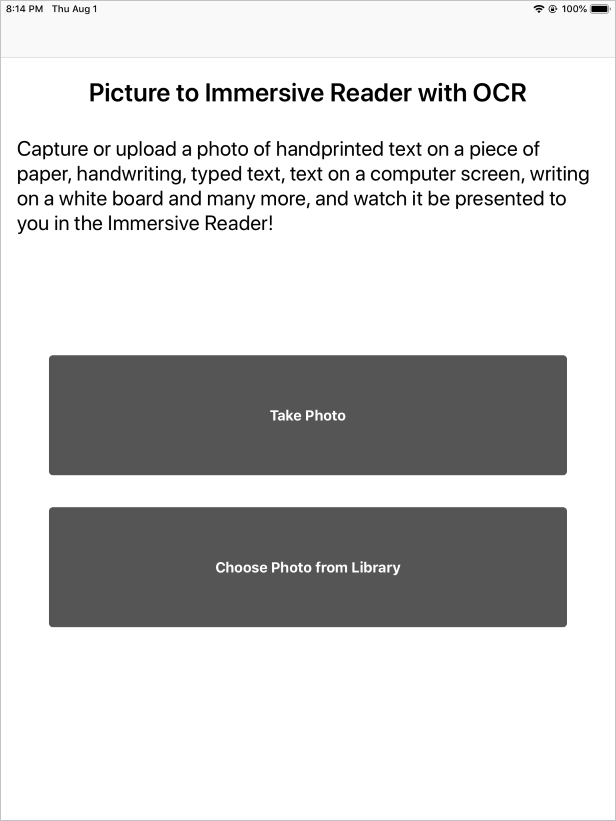 8:14 PM Thu Aug 1 100%
Picture to Immersive Reader with OCR
Capture or upload a photo of handprinted text on a piece of
paper, handwriting, typed text, text on a computer screen, writing
on a white board and many more, and watch it be presented to
you in the Immersive Reader!
Take Photo
Choose Photo from Library